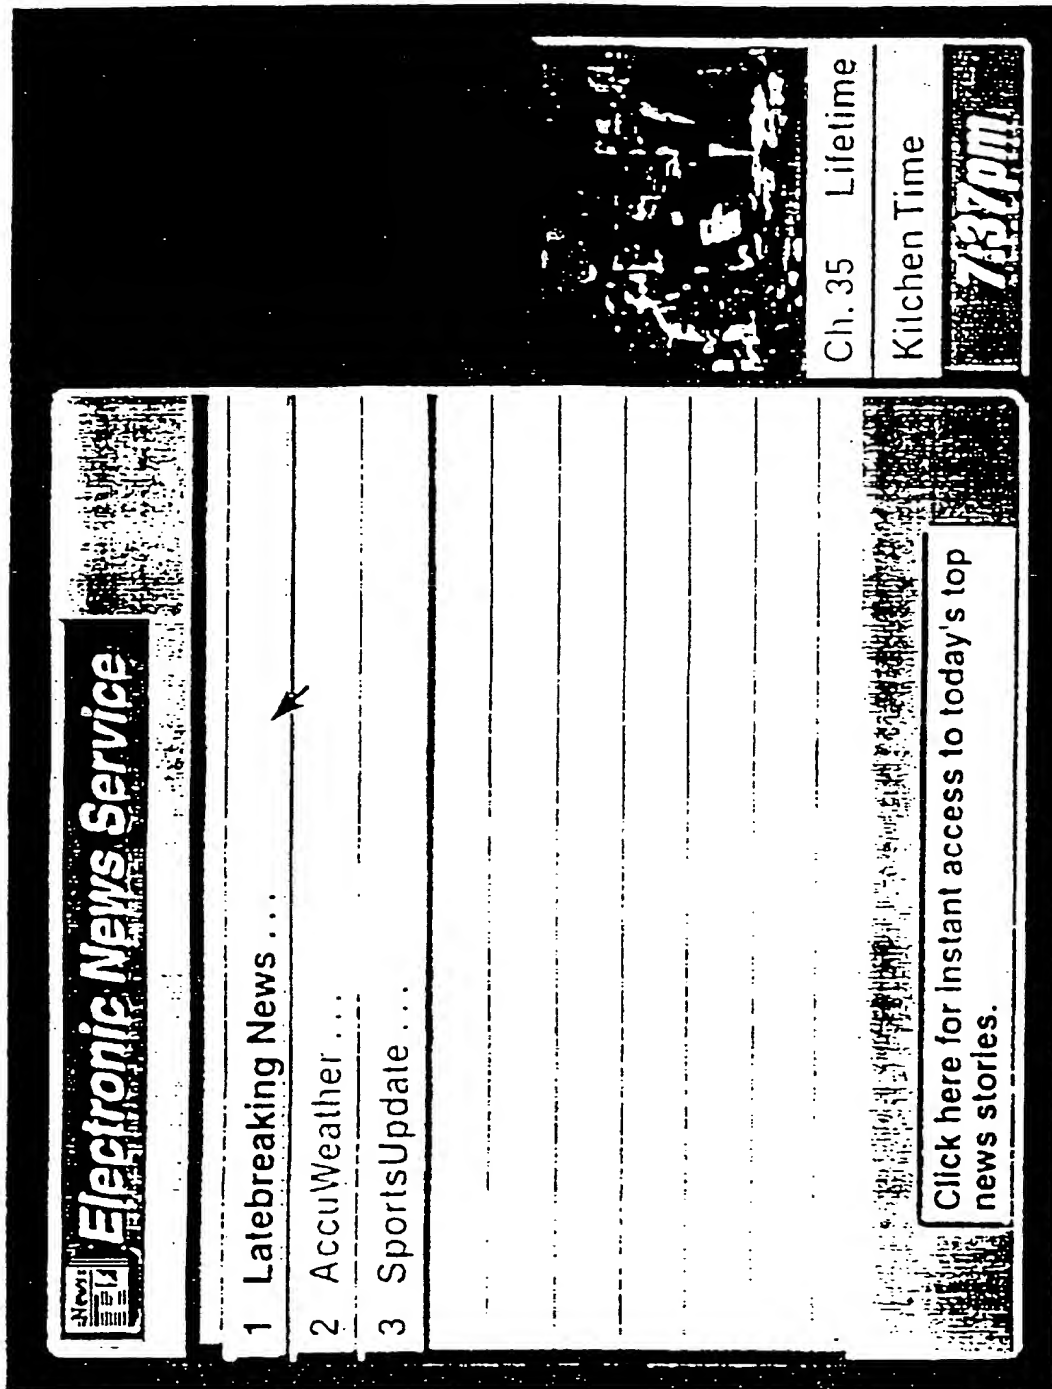 News
Electronic News Service
1 Latebreaking News...
2 AccuWeather...
3 SportsUpdate...
Click here for instant access to today's top
news stories.
Ch. 35 Lifetime
Kitchen Time
7:37pm